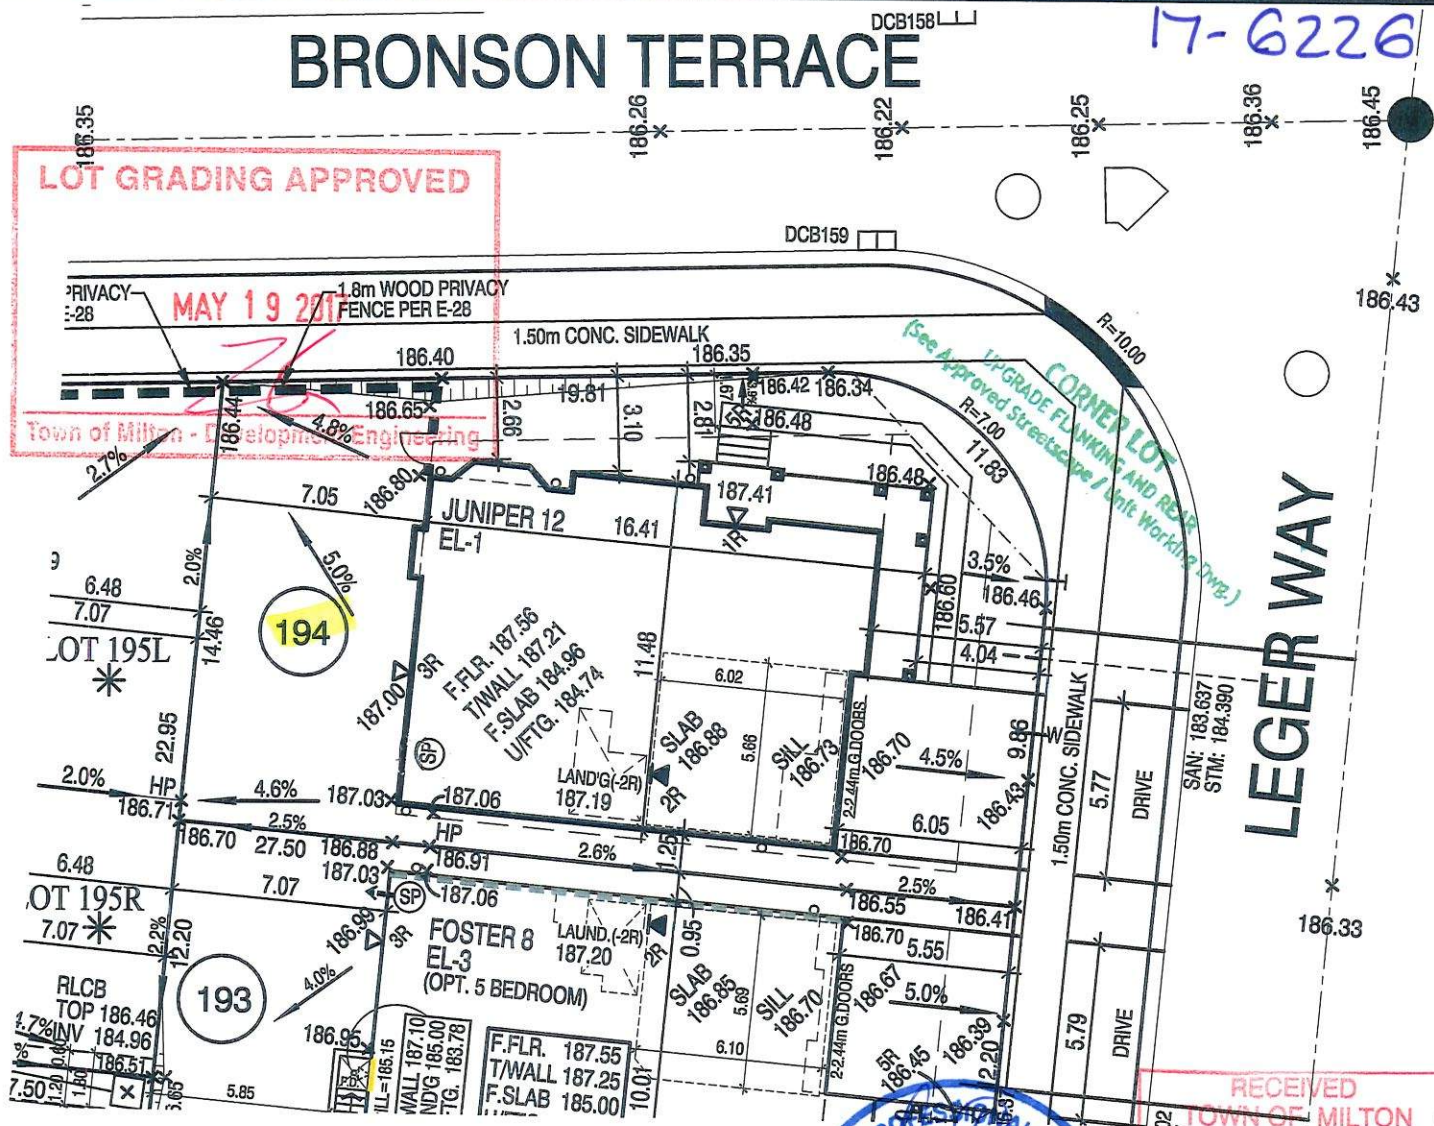 DCB158
17-6226
BRONSON TERRACE
186.35
186.26
186.22
186.25
186.36
186.45
LOT GRADING APPROVED
DCB159
186.43
PRIVACY
E-28
MAY 19 2017
1.8m WOOD PRIVACY
FENCE PER E-28
1.50m CONC. SIDEWALK
R=10.00
CORNER LOT
UPGRADE FLANKING AND REAR
(See Approved Streetscape / Unit Working Dwg.)
186.40
186.35
186.42
186.34
19.81
R=7.00
11.83
186.44
186.65
4.8%
2.66
3.10
2.81
5R
186.48
Town of Milton - Development Engineering
2.7%
186.80
186.48
187.41
7.05
JUNIPER 12
EL-1
16.41
1R
2.0%
5.0%
3.5%
186.60
186.46
6.48
7.07
LOT 195L
14.46
194
F.FLR. 187.56
T/WALL 187.21
F.SLAB 184.96
U/FTG. 184.74
11.48
5.57
4.04
LEGER WAY
3R
187.00
6.02
5.66
SLAB
186.88
SILL
186.73
2-2.44m G.DOORS
186.70
4.5%
9.86
W
1.50m CONC. SIDEWALK
5.77
DRIVE
SAN: 183.637
STM: 184.390
22.95
SP
LAND'G(-2R)
187.19
2R
2.0%
HP
186.71
4.6%
187.03
187.06
186.43
6.05
186.70
2.5%
186.70
27.50
186.88
HP
186.91
2.6%
1.25
2.5%
6.48
187.03
7.07
SP
187.06
186.55
186.41
LOT 195R
7.07
2.2%
12.20
186.99
3R
FOSTER 8
EL-3
(OPT. 5 BEDROOM)
LAUND.(-2R)
187.20
2R
0.95
186.70
5.55
186.33
193
4.0%
SLAB
186.85
5.69
SILL
186.70
2-2.44m G.DOORS
186.67
5.0%
186.39
5.79
DRIVE
RLCB
TOP 186.46
INV 184.96
186.51
186.95
6.10
5R
186.45
2.20
F.FLR. 187.55
T/WALL 187.25
F.SLAB 185.00
10.01
5.85
7.50
RECEIVED
TOWN OF MILTON